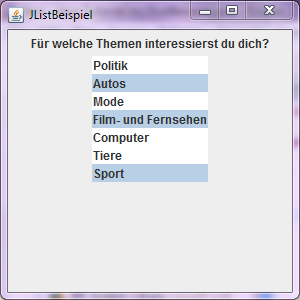 JListBeispiel
Für welche Themen interessierst du dich?
Politik
Autos
Mode
Film- und Fernsehen
Computer
Tiere
Sport